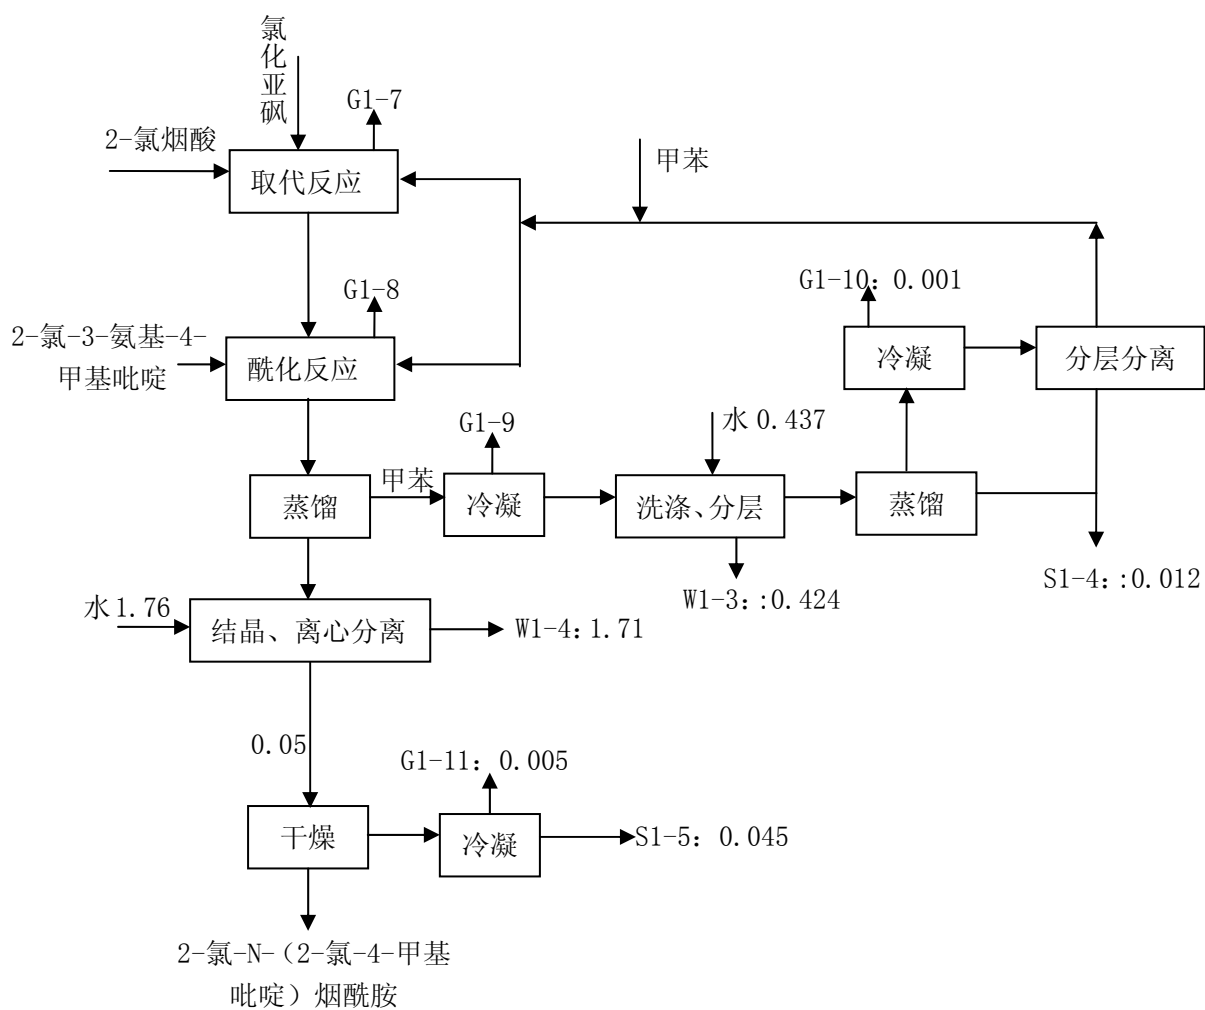 氯
化
亚
砜
G1-7
2-氯烟酸
取代反应
甲苯
G1-8
2-氯-3-氨基-4-
甲基吡啶
酰化反应
G1-10：0.001
冷凝
分层分离
G1-9
水 0.437
蒸馏
甲苯
冷凝
洗涤、分层
蒸馏
W1-3：:0.424
S1-4：:0.012
水 1.76
结晶、离心分离
W1-4：1.71
0.05
G1-11：0.005
干燥
冷凝
S1-5：0.045
2-氯-N-（2-氯-4-甲基
吡啶）烟酰胺